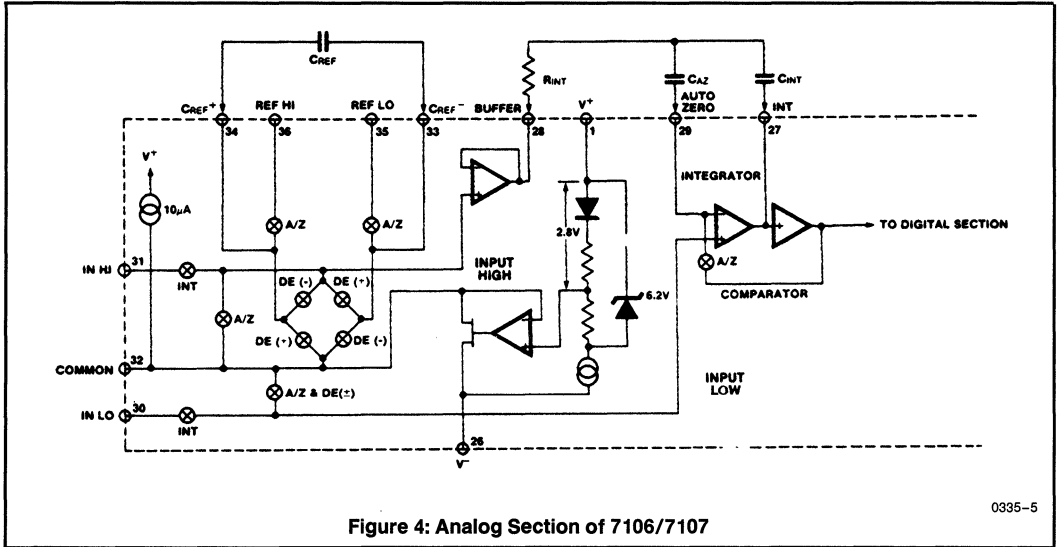 CREF
RINT
CAZ
CINT
CREF+
REF HI
REF LO
CREF−
BUFFER
V+
AUTO
ZERO
INT
34
36
35
33
28
1
29
27
V+
10µA
A/Z
A/Z
2.8V
INTEGRATOR
TO DIGITAL SECTION
IN HI
31
INT
DE (-)
DE (+)
INPUT
HIGH
6.2V
A/Z
COMPARATOR
A/Z
DE (+)
DE (-)
COMMON
32
A/Z & DE(±)
INPUT
LOW
IN LO
30
INT
26
V−
0335–5
Figure 4: Analog Section of 7106/7107